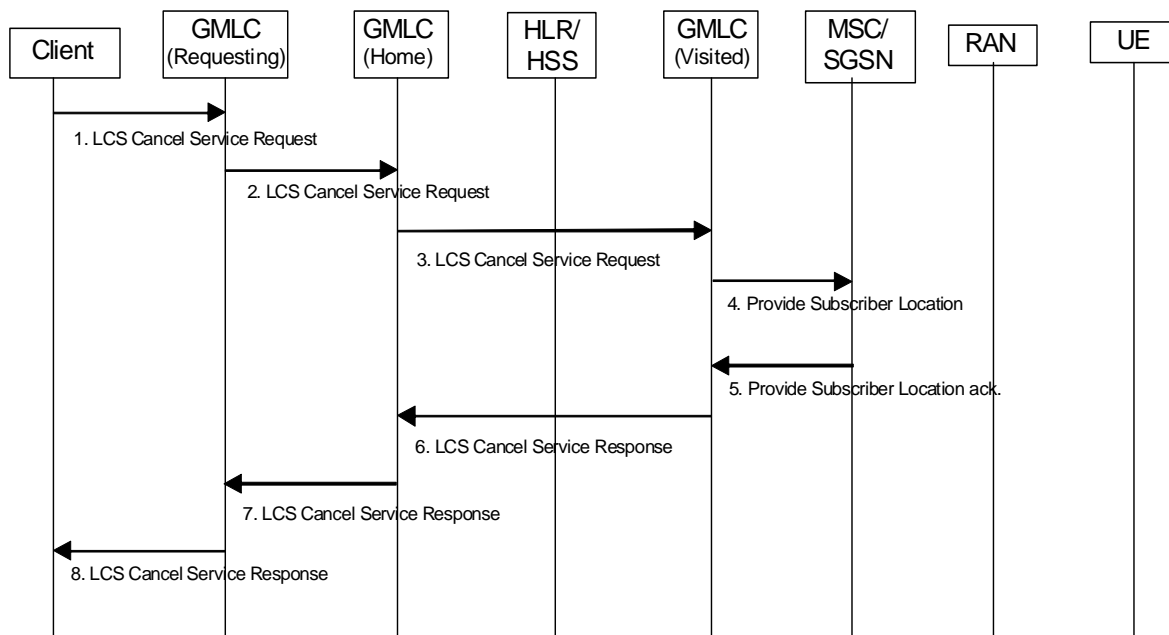 Client
GMLC
(Requesting)
GMLC
(Home)
HLR/
HSS
GMLC
(Visited)
MSC/
SGSN
RAN
UE
1. LCS Cancel Service Request
2. LCS Cancel Service Request
3. LCS Cancel Service Request
4. Provide Subscriber Location
5. Provide Subscriber Location ack.
6. LCS Cancel Service Response
7. LCS Cancel Service Response
8. LCS Cancel Service Response